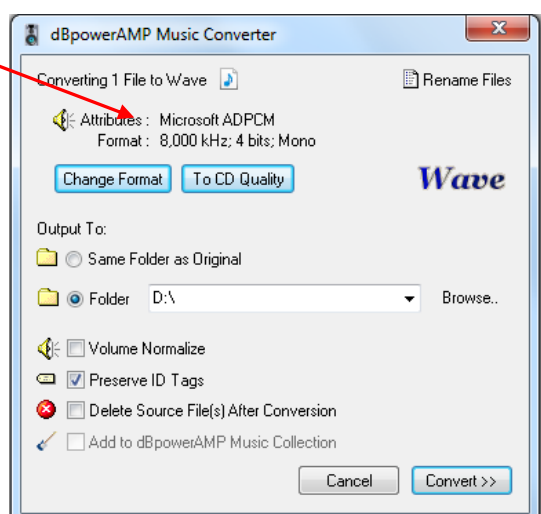 dBpowerAMP Music Converter
Converting 1 File to Wave
Rename Files
Attributes : Microsoft ADPCM
Format : 8,000 kHz; 4 bits; Mono
Change Format
To CD Quality
Wave
Output To:
Same Folder as Original
Folder D:\ Browse..
Volume Normalize
Preserve ID Tags
Delete Source File(s) After Conversion
Add to dBpowerAMP Music Collection
Cancel
Convert >>